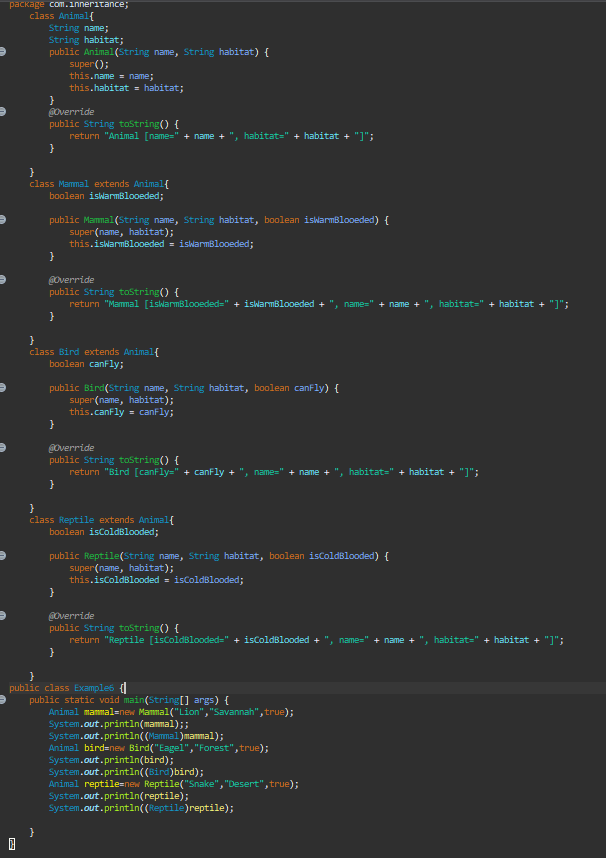 package com.inheritance;
class Animal{
String name;
String habitat;
public Animal(String name, String habitat) {
super();
this.name = name;
this.habitat = habitat;
}
@Override
public String toString() {
return "Animal [name=" + name + ", habitat=" + habitat + "]";
}
}
class Mammal extends Animal{
boolean isWarmBlooeded;
public Mammal(String name, String habitat, boolean isWarmBlooeded) {
super(name, habitat);
this.isWarmBlooeded = isWarmBlooeded;
}
@Override
public String toString() {
return "Mammal [isWarmBlooeded=" + isWarmBlooeded + ", name=" + name + ", habitat=" + habitat + "]";
}
}
class Bird extends Animal{
boolean canFly;
public Bird(String name, String habitat, boolean canFly) {
super(name, habitat);
this.canFly = canFly;
}
@Override
public String toString() {
return "Bird [canFly=" + canFly + ", name=" + name + ", habitat=" + habitat + "]";
}
}
class Reptile extends Animal{
boolean isColdBlooded;
public Reptile(String name, String habitat, boolean isColdBlooded) {
super(name, habitat);
this.isColdBlooded = isColdBlooded;
}
@Override
public String toString() {
return "Reptile [isColdBlooded=" + isColdBlooded + ", name=" + name + ", habitat=" + habitat + "]";
}
}
public class Example6 {
public static void main(String[] args) {
Animal mammal=new Mammal("Lion","Savannah",true);
System.out.println(mammal);;
System.out.println((Mammal)mammal);
Animal bird=new Bird("Eagel","Forest",true);
System.out.println(bird);
System.out.println((Bird)bird);
Animal reptile=new Reptile("Snake","Desert",true);
System.out.println(reptile);
System.out.println((Reptile)reptile);
}
}